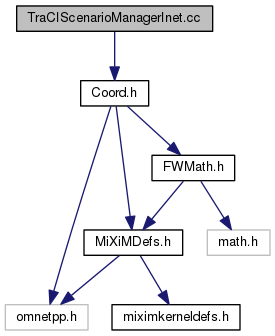 TraCIScenarioManagerInet.cc
Coord.h
FWMath.h
MiXiMDefs.h
math.h
omnetpp.h
miximkerneldefs.h